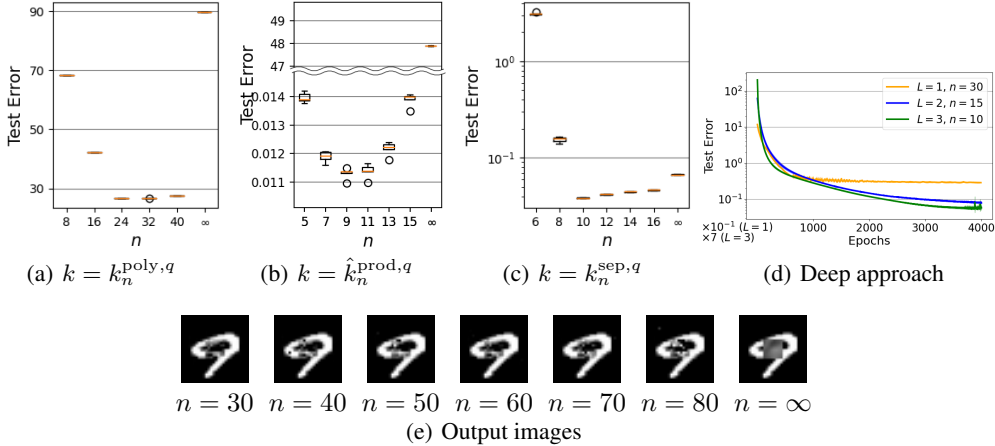 90
70
50
30
Test Error
8 16 24 32 40 ∞
n
(a) k = k_n^{poly,q}
49
48
47
0.014
0.013
0.012
0.011
Test Error
5 7 9 11 13 15 ∞
n
(b) k = \hat{k}_n^{prod,q}
10^0
10^{-1}
Test Error
6 8 10 12 14 16 ∞
n
(c) k = k_n^{sep,q}
10^2
10^1
10^0
10^{-1}
Test Error
L = 1, n = 30
L = 2, n = 15
L = 3, n = 10
0 1000 2000 3000 4000
×10^{-1} (L = 1)
×7 (L = 3)
Epochs
(d) Deep approach
n = 30 n = 40 n = 50 n = 60 n = 70 n = 80 n = ∞
(e) Output images